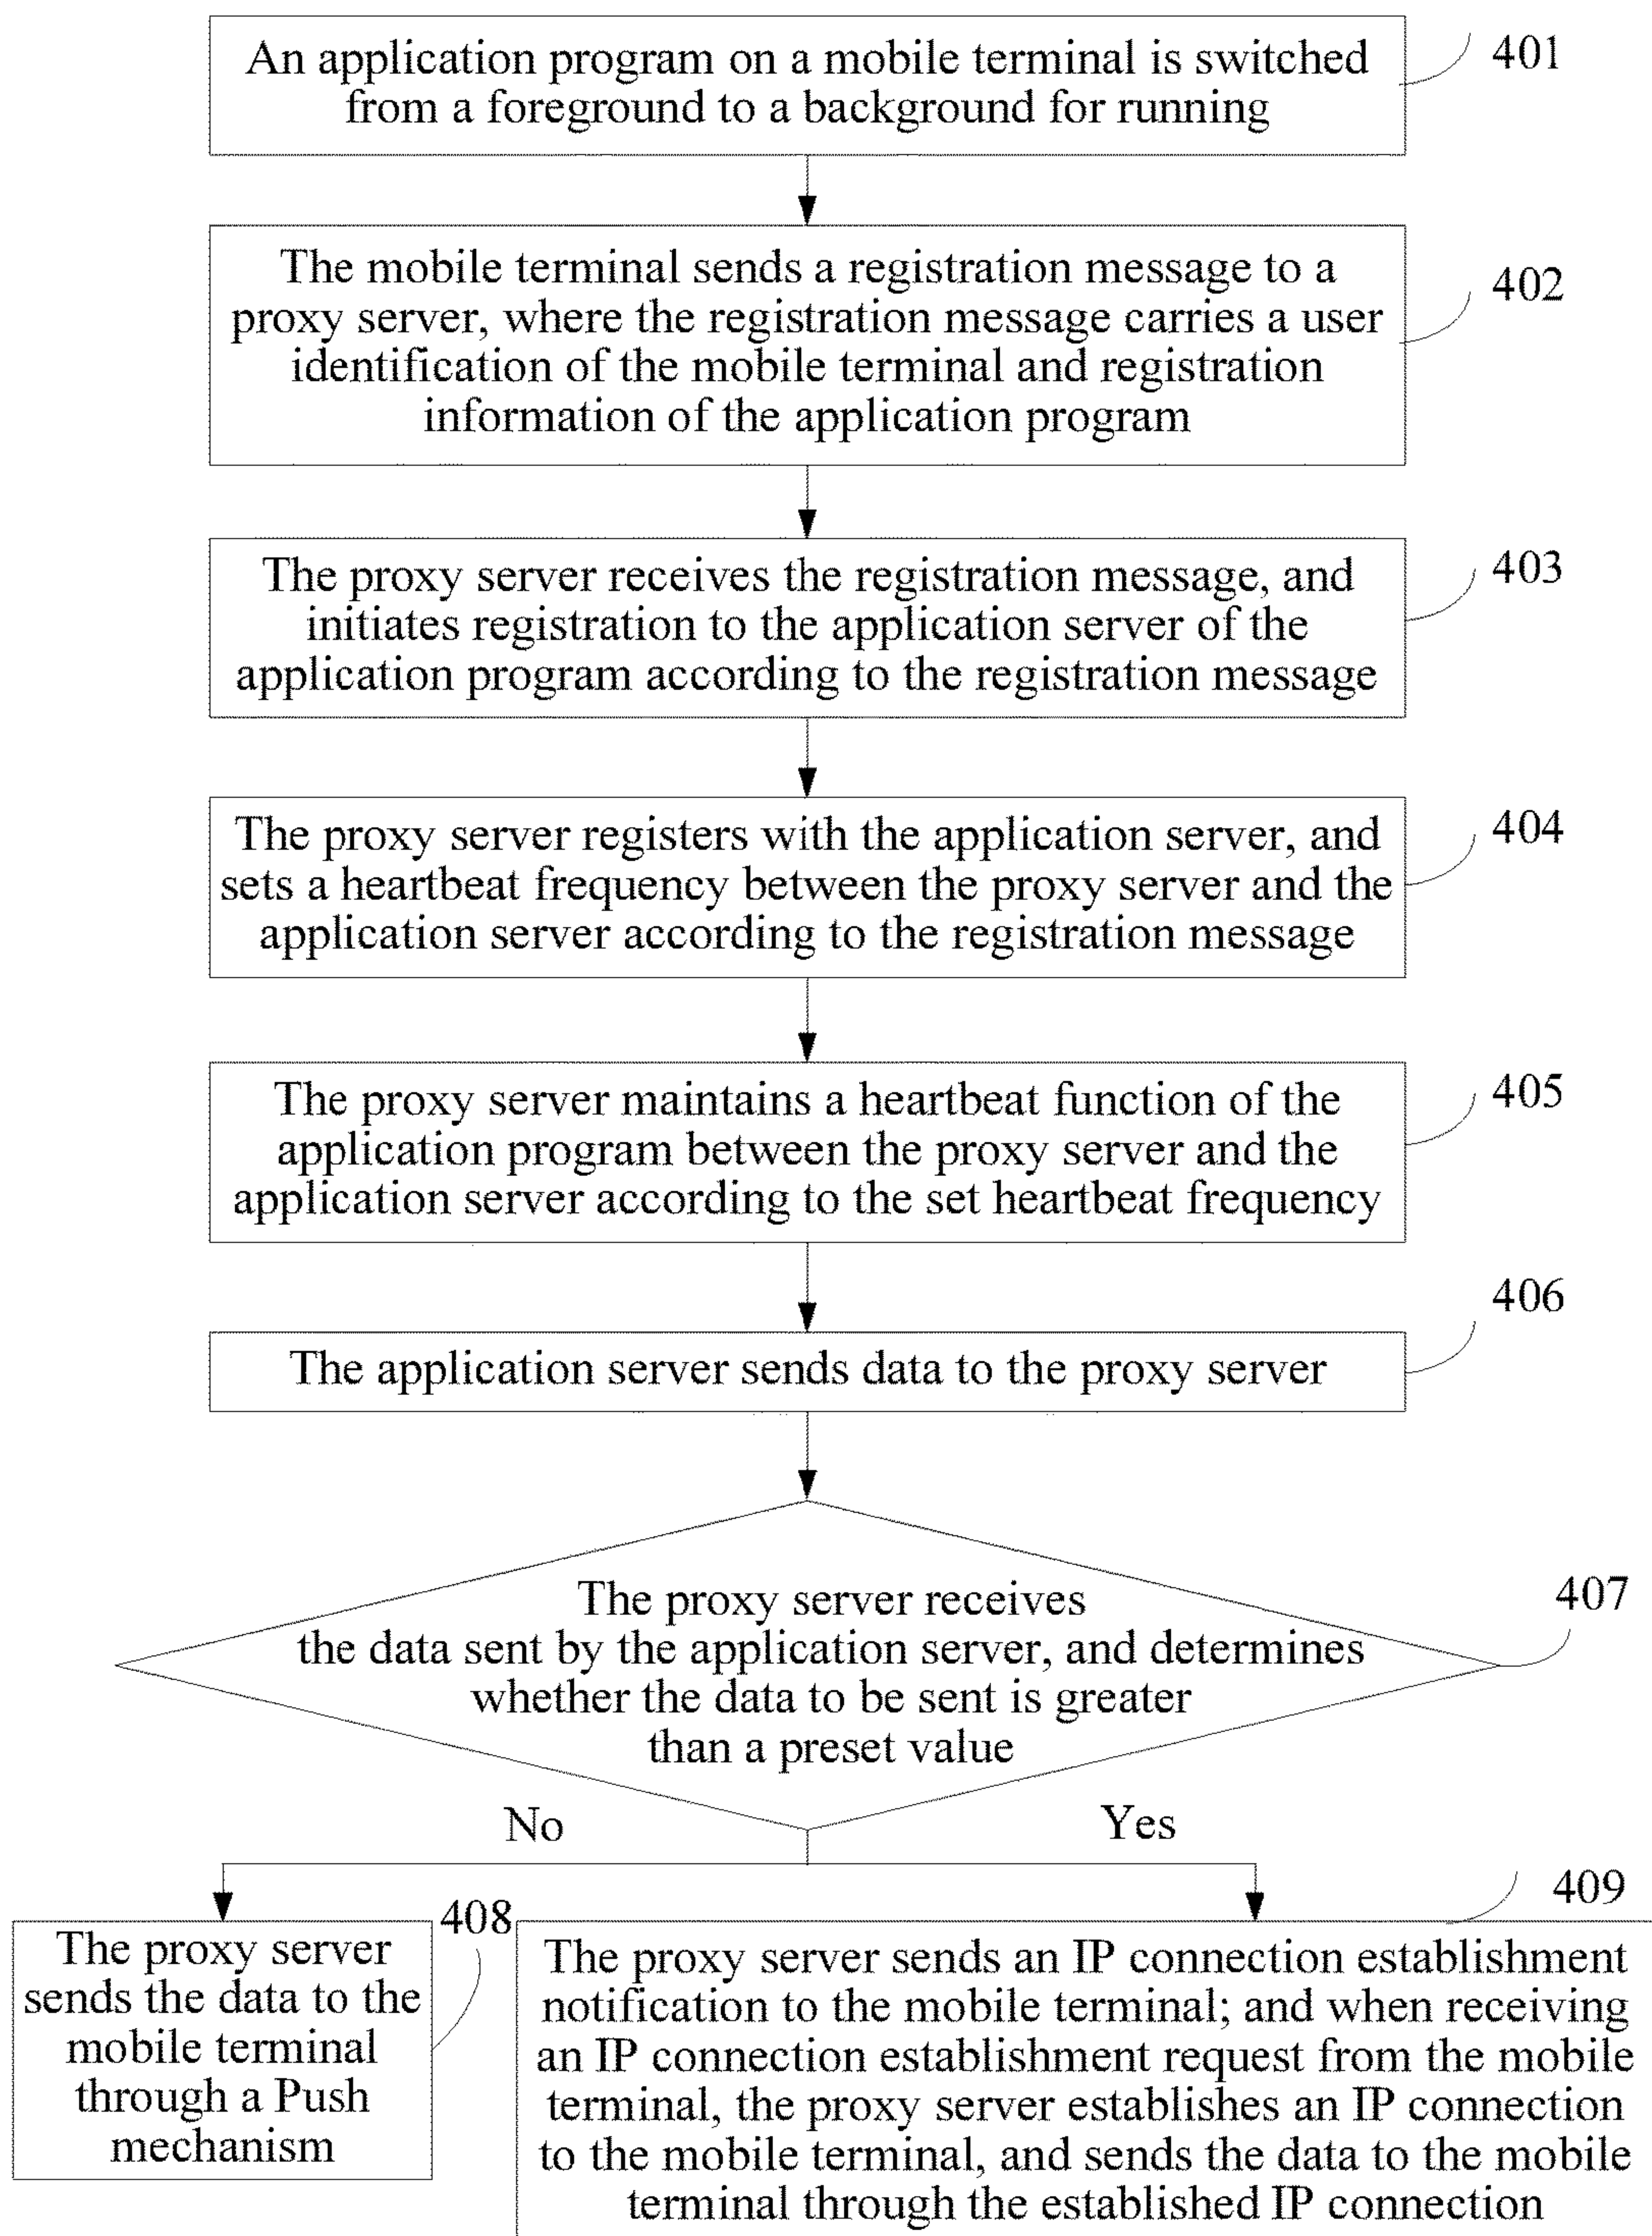 An application program on a mobile terminal is switched
from a foreground to a background for running
401
The mobile terminal sends a registration message to a
proxy server, where the registration message carries a user
identification of the mobile terminal and registration
information of the application program
402
The proxy server receives the registration message, and
initiates registration to the application server of the
application program according to the registration message
403
The proxy server registers with the application server, and
sets a heartbeat frequency between the proxy server and the
application server according to the registration message
404
The proxy server maintains a heartbeat function of the
application program between the proxy server and the
application server according to the set heartbeat frequency
405
The application server sends data to the proxy server
406
The proxy server receives
the data sent by the application server, and determines
whether the data to be sent is greater
than a preset value
407
No
Yes
The proxy server
sends the data to the
mobile terminal
through a Push
mechanism
408
The proxy server sends an IP connection establishment
notification to the mobile terminal; and when receiving
an IP connection establishment request from the mobile
terminal, the proxy server establishes an IP connection
to the mobile terminal, and sends the data to the mobile
terminal through the established IP connection
409